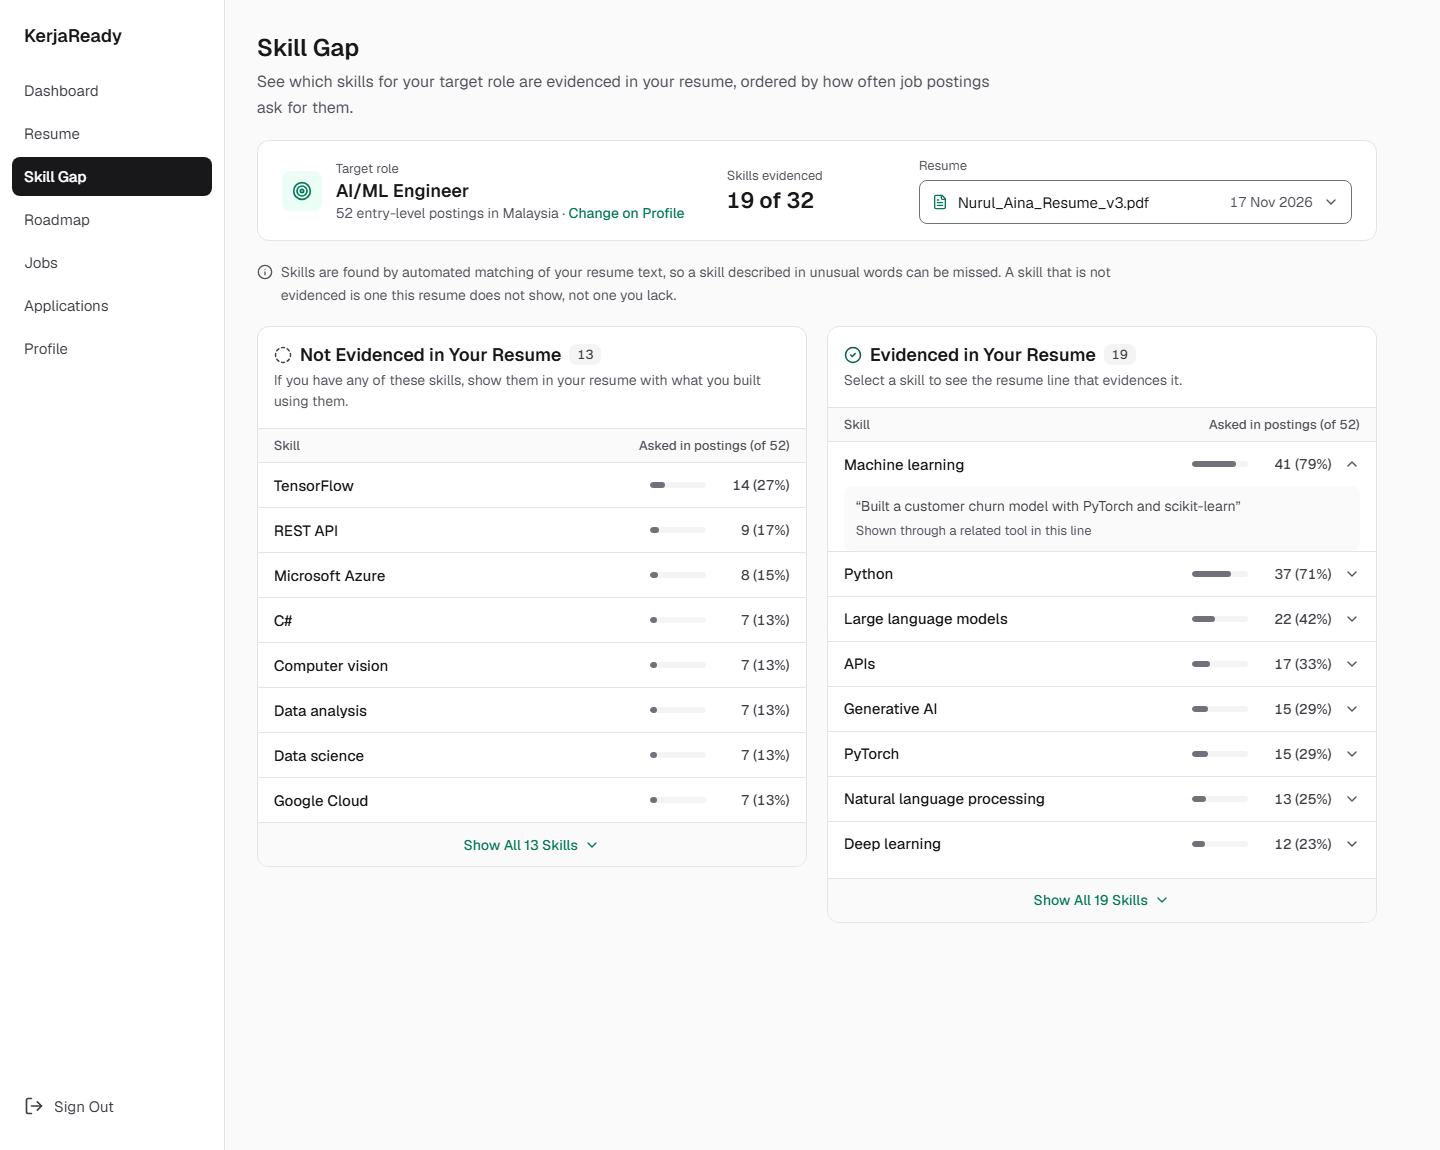 KerjaReady
Dashboard
Resume
Skill Gap
Roadmap
Jobs
Applications
Profile
Sign Out
Skill Gap
See which skills for your target role are evidenced in your resume, ordered by how often job postings
ask for them.
Target role
AI/ML Engineer
52 entry-level postings in Malaysia · Change on Profile
Skills evidenced
19 of 32
Resume
Nurul_Aina_Resume_v3.pdf 17 Nov 2026
Skills are found by automated matching of your resume text, so a skill described in unusual words can be missed. A skill that is not
evidenced is one this resume does not show, not one you lack.
Not Evidenced in Your Resume 13
If you have any of these skills, show them in your resume with what you built
using them.
Skill Asked in postings (of 52)
TensorFlow 14 (27%)
REST API 9 (17%)
Microsoft Azure 8 (15%)
C# 7 (13%)
Computer vision 7 (13%)
Data analysis 7 (13%)
Data science 7 (13%)
Google Cloud 7 (13%)
Show All 13 Skills
Evidenced in Your Resume 19
Select a skill to see the resume line that evidences it.
Skill Asked in postings (of 52)
Machine learning 41 (79%)
“Built a customer churn model with PyTorch and scikit-learn”
Shown through a related tool in this line
Python 37 (71%)
Large language models 22 (42%)
APIs 17 (33%)
Generative AI 15 (29%)
PyTorch 15 (29%)
Natural language processing 13 (25%)
Deep learning 12 (23%)
Show All 19 Skills